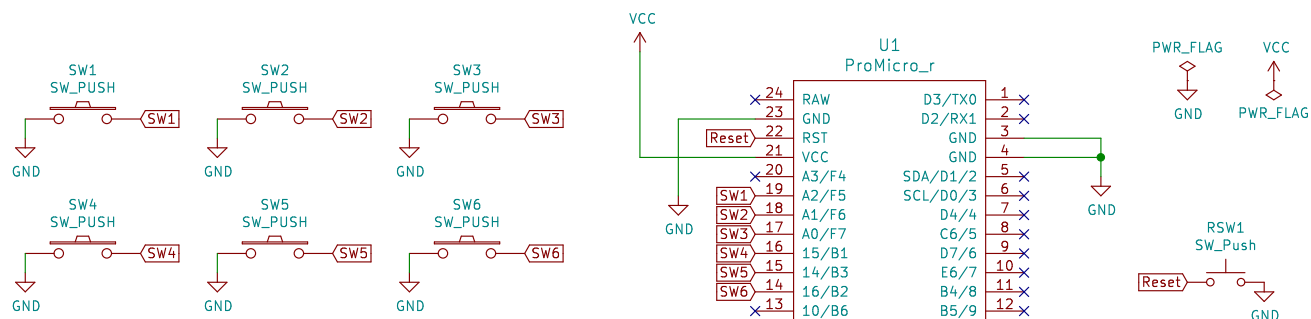 SW1
SW_PUSH
SW1
GND
SW2
SW_PUSH
SW2
GND
SW3
SW_PUSH
SW3
GND
SW4
SW_PUSH
SW4
GND
SW5
SW_PUSH
SW5
GND
SW6
SW_PUSH
SW6
GND
VCC
U1
ProMicro_r
24 RAW
23 GND
Reset 22 RST
21 VCC
20 A3/F4
SW1 19 A2/F5
SW2 18 A1/F6
SW3 17 A0/F7
SW4 16 15/B1
SW5 15 14/B3
SW6 14 16/B2
13 10/B6
GND
D3/TX0 1
D2/RX1 2
GND 3
GND 4
SDA/D1/2 5
SCL/D0/3 6
D4/4 7
C6/5 8
D7/6 9
E6/7 10
B4/8 11
B5/9 12
GND
PWR_FLAG
GND
VCC
PWR_FLAG
RSW1
SW_Push
Reset
GND